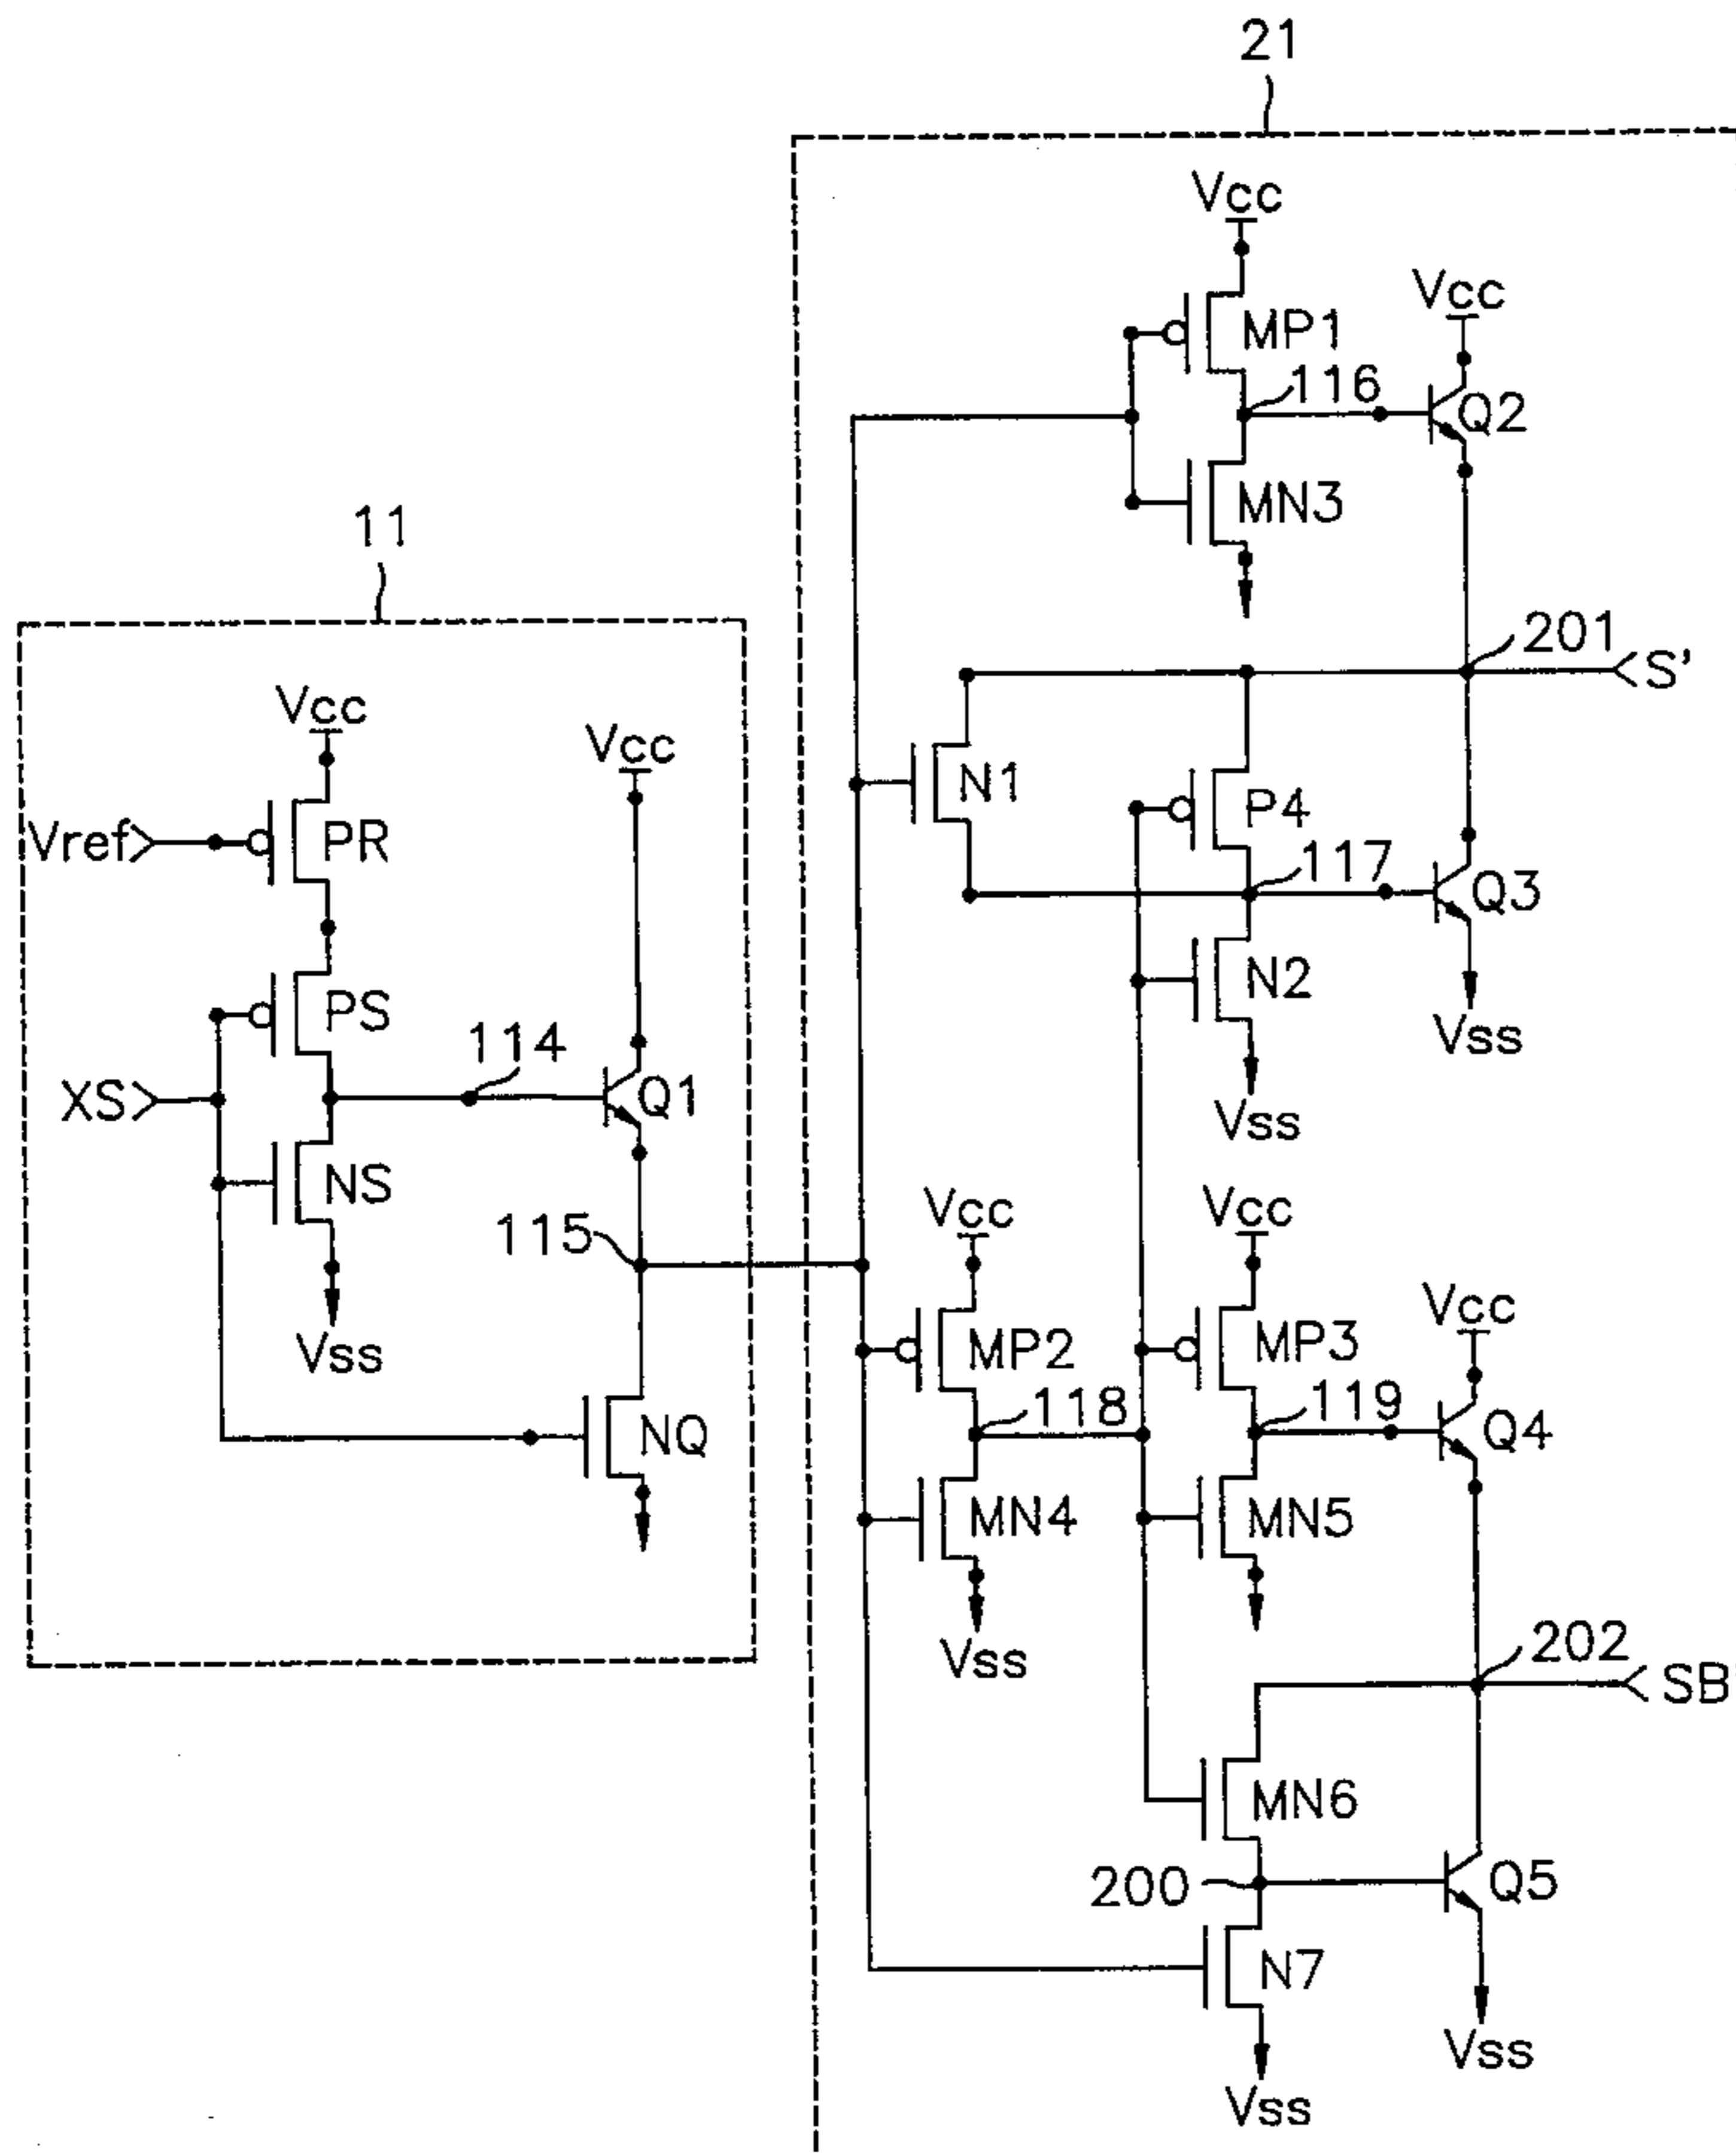 21
Vcc
Vcc
MP1
116
Q2
MN3
11
201
S'
Vcc
Vcc
N1
P4
Vref
PR
117
Q3
N2
PS
Vss
114
XS
Q1
Vss
NS
Vcc
Vcc
115
Vcc
Vss
MP2
MP3
118
119
Q4
NQ
MN4
MN5
202
Vss
SB
MN6
200
Q5
N7
Vss
Vss